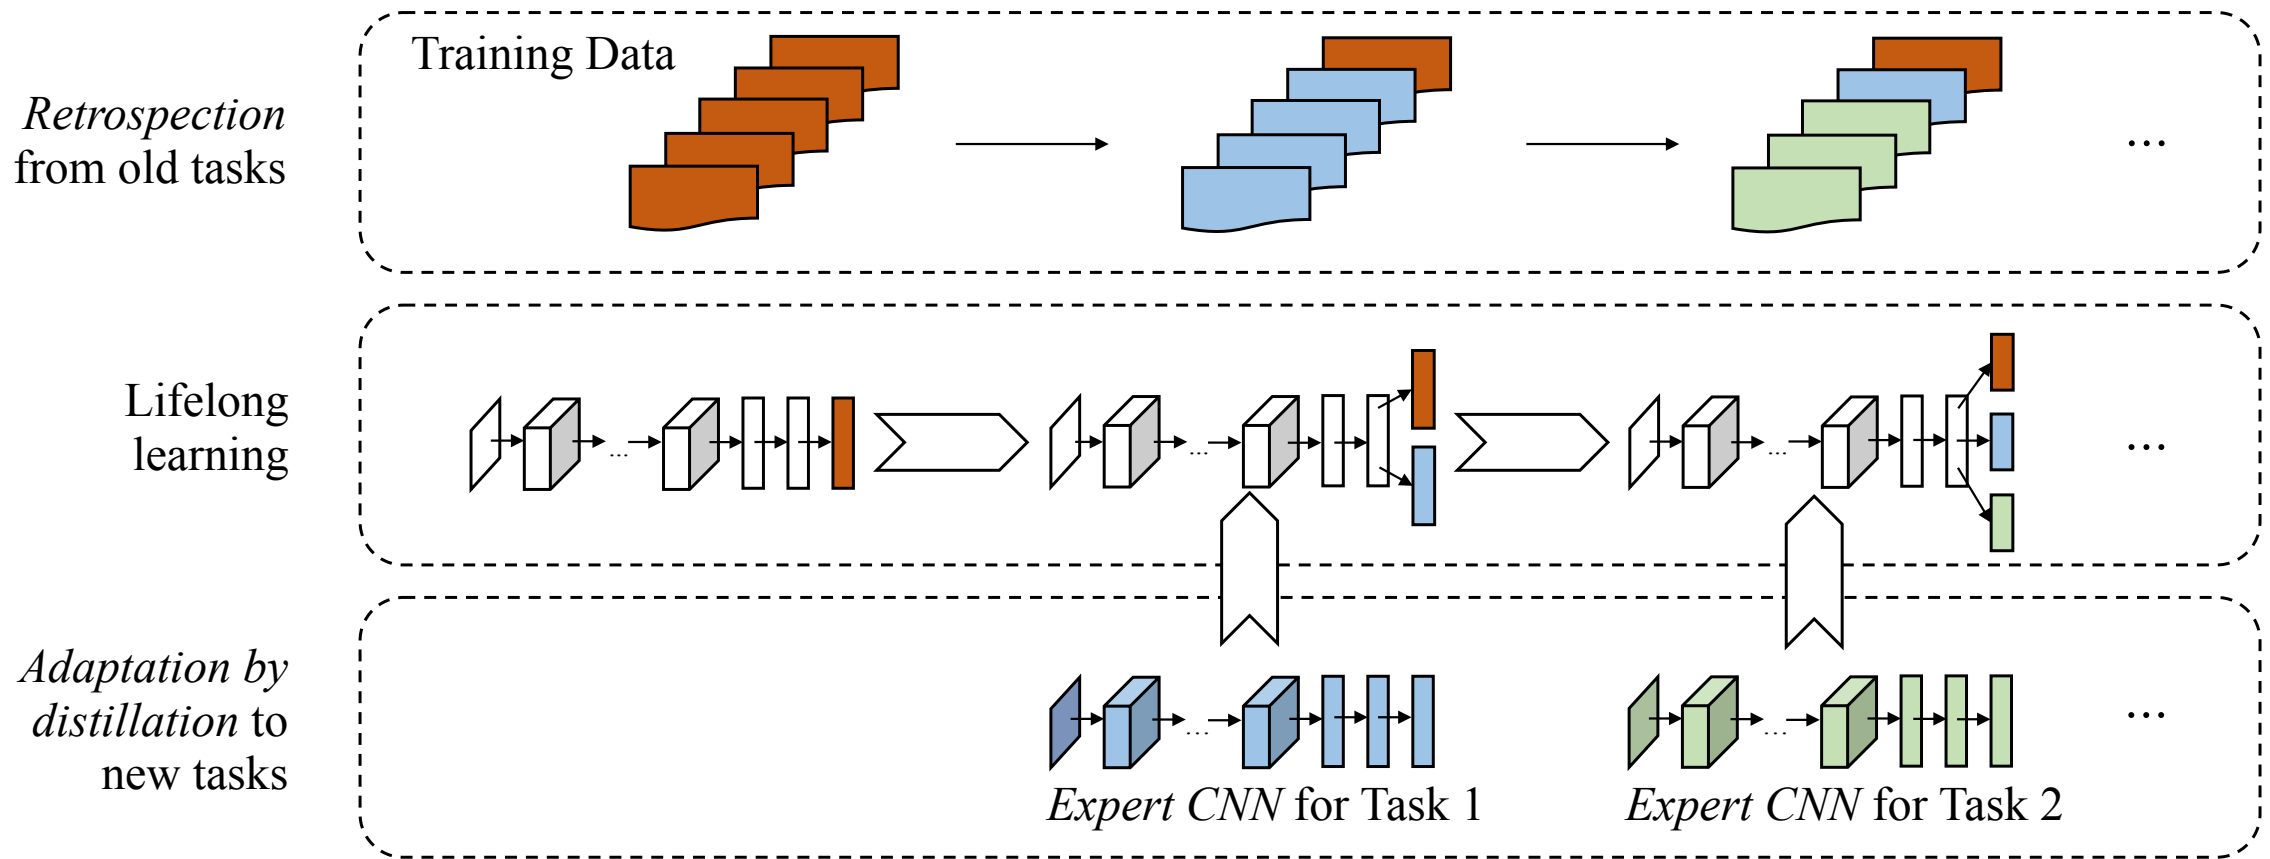 Training Data
Retrospection
from old tasks
...
Lifelong
learning
...
...
...
...
Adaptation by
distillation to
new tasks
...
...
...
Expert CNN for Task 1
Expert CNN for Task 2